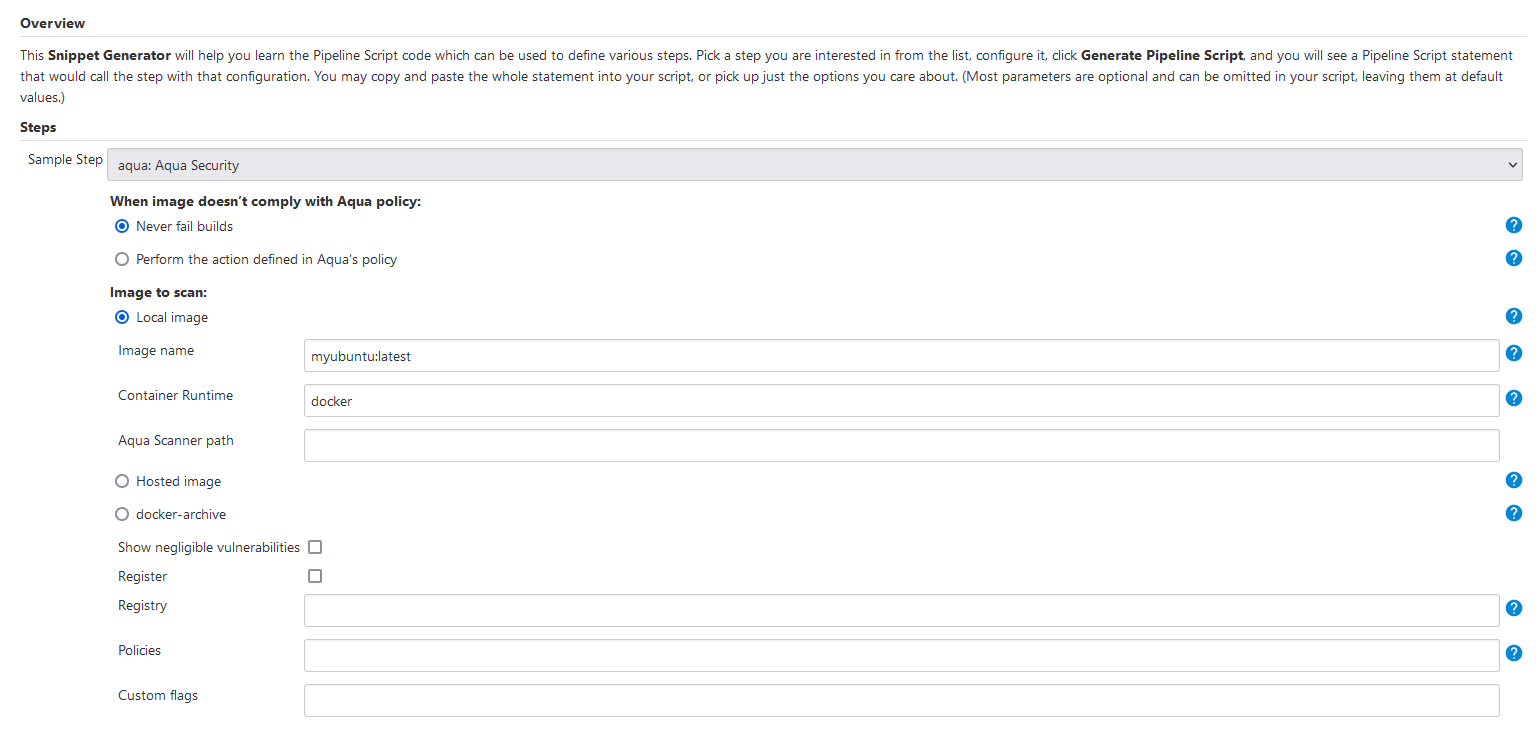 Overview
This Snippet Generator will help you learn the Pipeline Script code which can be used to define various steps. Pick a step you are interested in from the list, configure it, click Generate Pipeline Script, and you will see a Pipeline Script statement
that would call the step with that configuration. You may copy and paste the whole statement into your script, or pick up just the options you care about. (Most parameters are optional and can be omitted in your script, leaving them at default
values.)
Steps
Sample Step aqua: Aqua Security
When image doesn't comply with Aqua policy:
Never fail builds ?
Perform the action defined in Aqua's policy ?
Image to scan:
Local image ?
Image name myubuntu:latest ?
Container Runtime docker ?
Aqua Scanner path
Hosted image ?
docker-archive ?
Show negligible vulnerabilities
Register
Registry ?
Policies ?
Custom flags